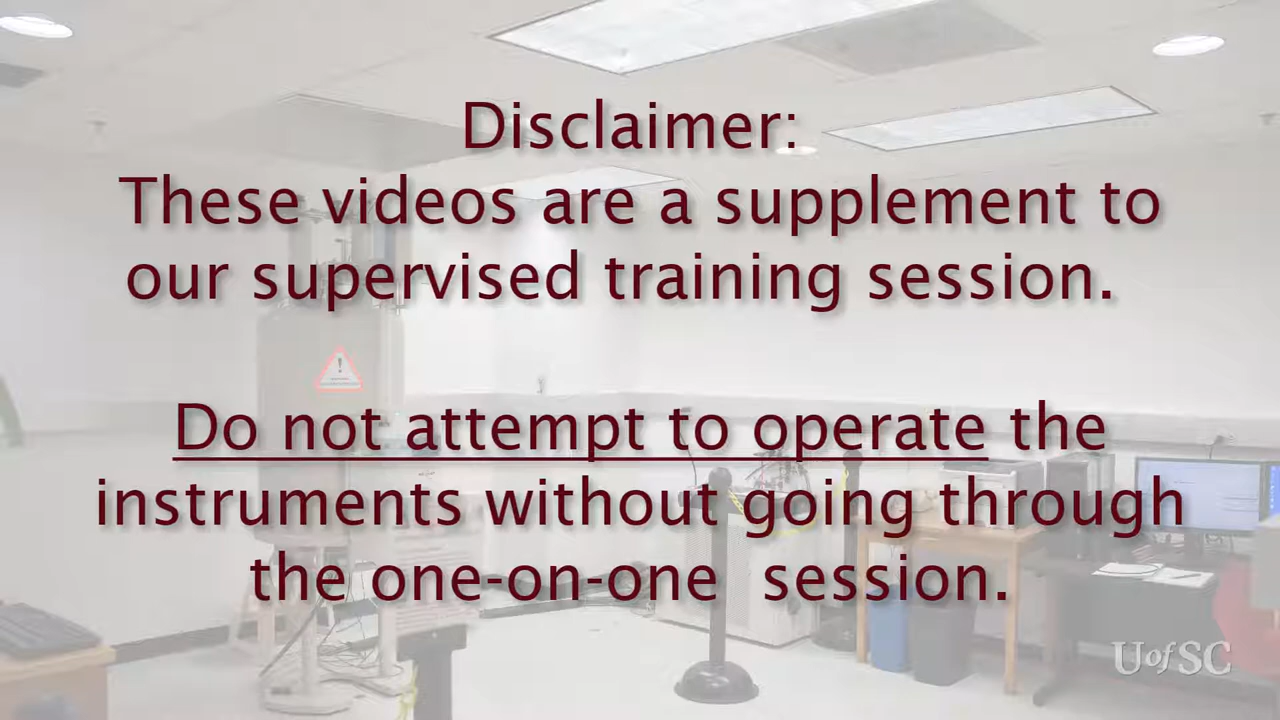 Disclaimer:
These videos are a supplement to
our supervised training session.
Do not attempt to operate the
instruments without going through
the one-on-one session.
UofSC